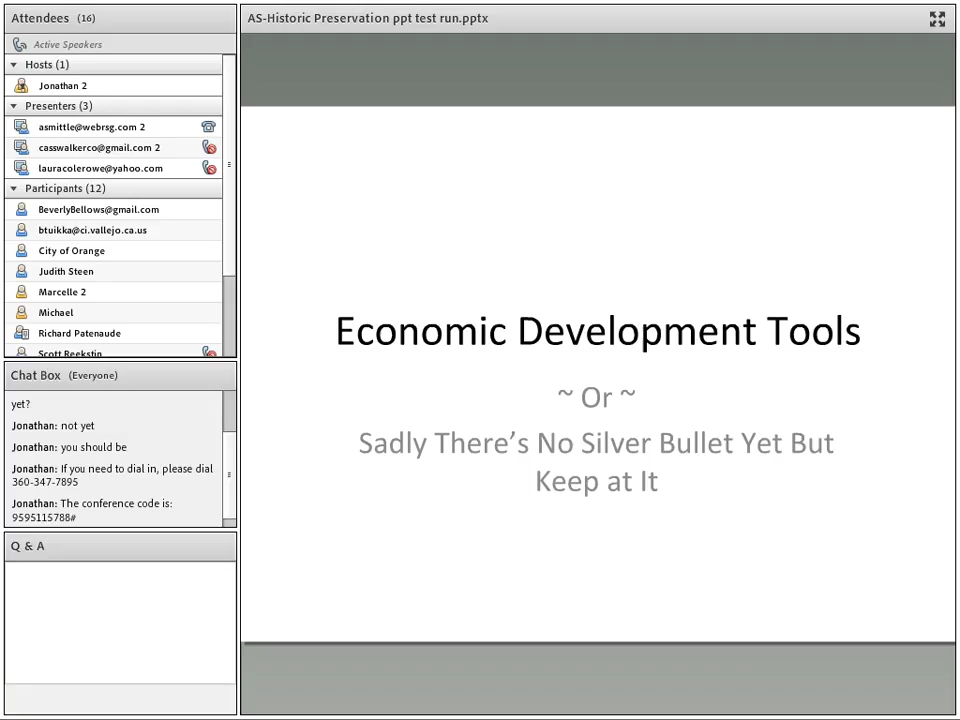 Attendees (16)
Active Speakers
Hosts (1)
Jonathan 2
Presenters (3)
asmittle@webrsg.com 2
casswalkerco@gmail.com 2
lauracolerowe@yahoo.com
Participants (12)
BeverlyBellows@gmail.com
btuikka@ci.vallejo.ca.us
City of Orange
Judith Steen
Marcelle 2
Michael
Richard Patenaude
Scott Reekstin
Chat Box (Everyone)
yet?
Jonathan: not yet
Jonathan: you should be
Jonathan: If you need to dial in, please dial
360-347-7895
Jonathan: The conference code is:
9595115788#
Q & A
AS-Historic Preservation ppt test run.pptx
Economic Development Tools
~ Or ~
Sadly There’s No Silver Bullet Yet But
Keep at It